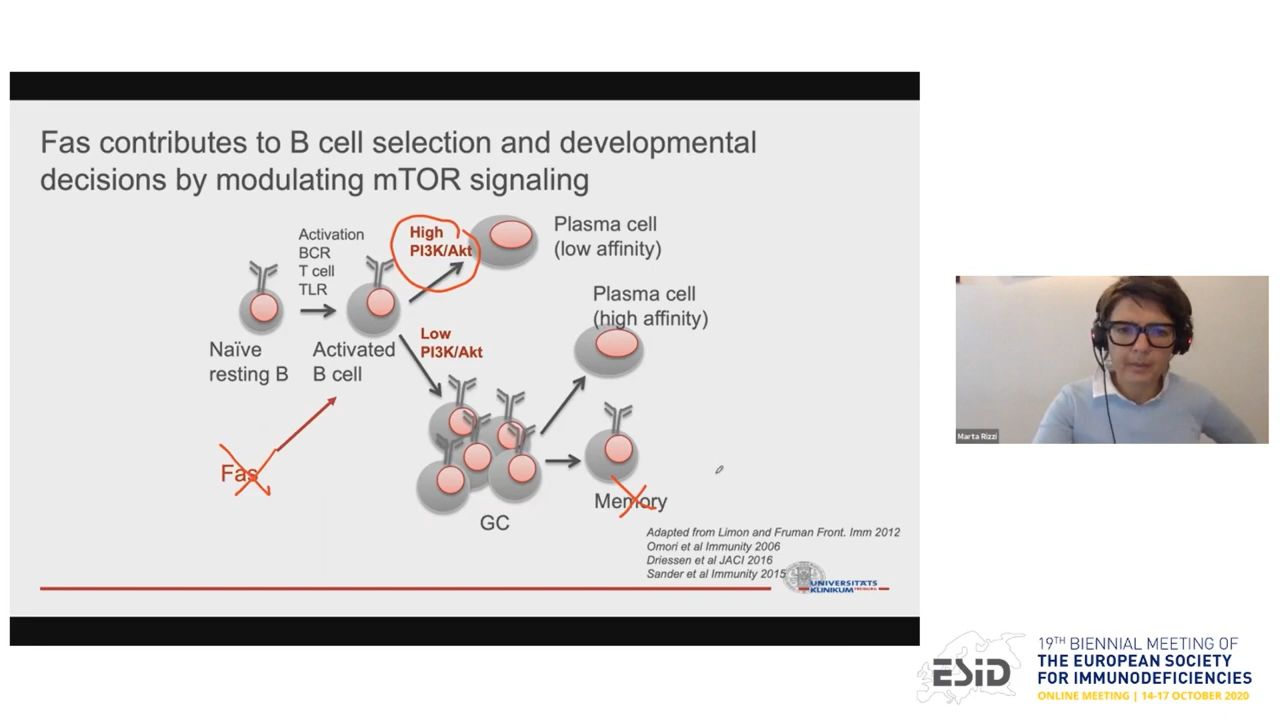 Fas contributes to B cell selection and developmental
decisions by modulating mTOR signaling
Activation
BCR
T cell
TLR
High
PI3K/Akt
Plasma cell
(low affinity)
Plasma cell
(high affinity)
Low
PI3K/Akt
Naïve
resting B
Activated
B cell
Fas
GC
Memory
Adapted from Limon and Fruman Front. Imm 2012
Omori et al Immunity 2006
Driessen et al JACI 2016
Sander et al Immunity 2015
UNIVERSITÄTS
KLINIKUM FREIBURG
Marta Rizzi
ESiD
19TH BIENNIAL MEETING OF
THE EUROPEAN SOCIETY
FOR IMMUNODEFICIENCIES
ONLINE MEETING | 14-17 OCTOBER 2020